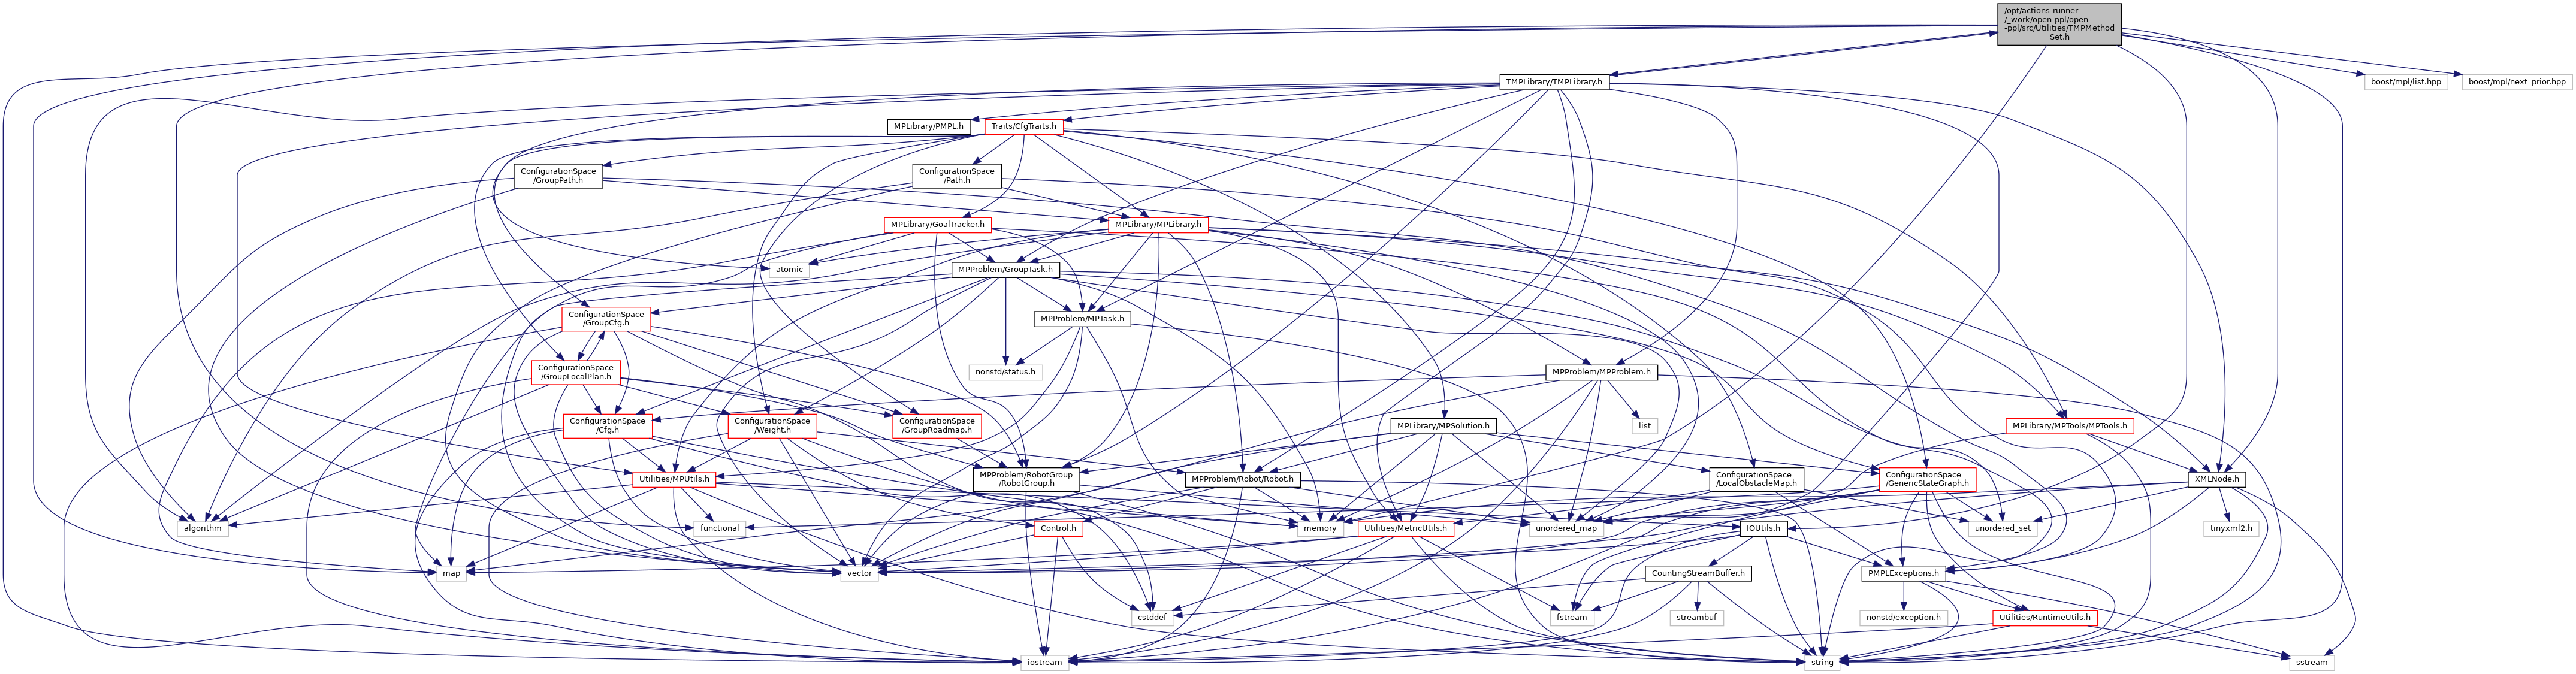 /opt/actions-runner
/_work/open-ppl/open
-ppl/src/Utilities/TMPMethod
Set.h
TMPLibrary/TMPLibrary.h
boost/mpl/list.hpp
boost/mpl/next_prior.hpp
MPLibrary/PMPL.h
Traits/CfgTraits.h
ConfigurationSpace
/GroupPath.h
ConfigurationSpace
/Path.h
MPLibrary/GoalTracker.h
MPLibrary/MPLibrary.h
atomic
MPProblem/GroupTask.h
ConfigurationSpace
/GroupCfg.h
MPProblem/MPTask.h
ConfigurationSpace
/GroupLocalPlan.h
nonstd/status.h
MPProblem/MPProblem.h
ConfigurationSpace
/Cfg.h
ConfigurationSpace
/Weight.h
ConfigurationSpace
/GroupRoadmap.h
MPLibrary/MPSolution.h
list
MPLibrary/MPTools/MPTools.h
Utilities/MPUtils.h
MPProblem/RobotGroup
/RobotGroup.h
MPProblem/Robot/Robot.h
ConfigurationSpace
/LocalObstacleMap.h
ConfigurationSpace
/GenericStateGraph.h
XMLNode.h
algorithm
functional
Control.h
memory
Utilities/MetricUtils.h
unordered_map
IOUtils.h
unordered_set
tinyxml2.h
map
vector
CountingStreamBuffer.h
PMPLExceptions.h
cstddef
fstream
streambuf
nonstd/exception.h
Utilities/RuntimeUtils.h
iostream
string
sstream